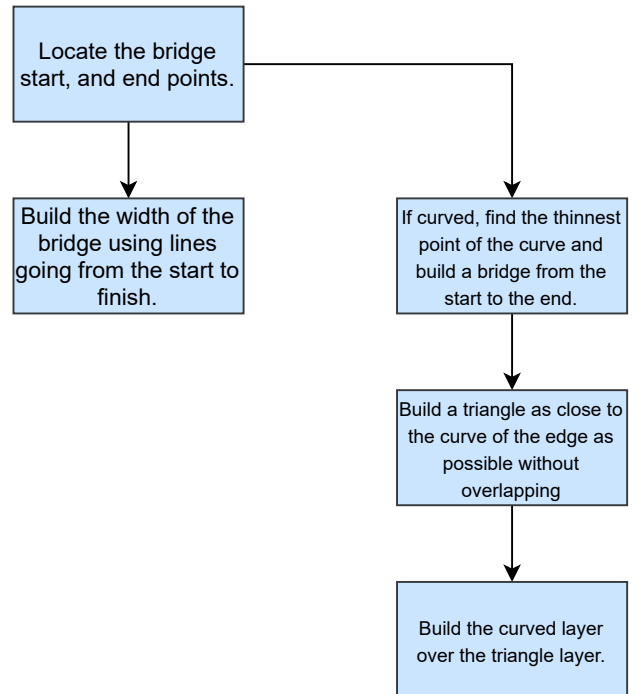 Locate the bridge
start, and end points.
Build the width of the
bridge using lines
going from the start to
finish.
If curved, find the thinnest
point of the curve and
build a bridge from the
start to the end.
Build a triangle as close to
the curve of the edge as
possible without
overlapping
Build the curved layer
over the triangle layer.